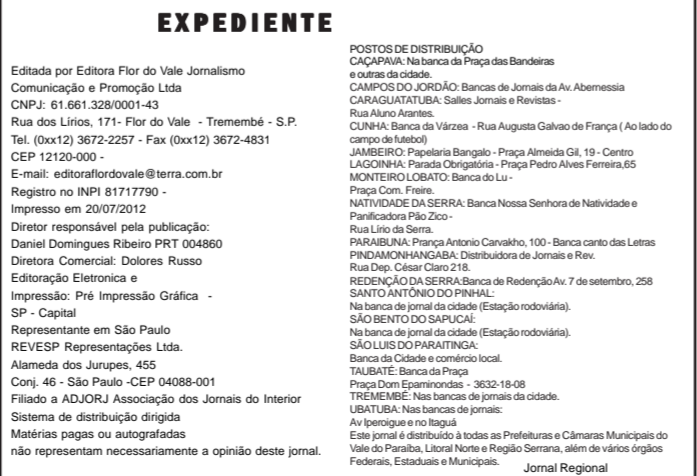 EXPEDIENTE
Editada por Editora Flor do Vale Jornalismo
Comunicação e Promoção Ltda
CNPJ: 61.661.328/0001-43
Rua dos Lírios, 171- Flor do Vale - Tremembé - S.P.
Tel. (0xx12) 3672-2257 - Fax (0xx12) 3672-4831
CEP 12120-000 -
E-mail: editoraflordovale@terra.com.br
Registro no INPI 81717790 -
Impresso em 20/07/2012
Diretor responsável pela publicação:
Daniel Domingues Ribeiro PRT 004860
Diretora Comercial: Dolores Russo
Editoração Eletronica e
Impressão: Pré Impressão Gráfica -
SP - Capital
Representante em São Paulo
REVESP Representações Ltda.
Alameda dos Jurupes, 455
Conj. 46 - São Paulo -CEP 04088-001
Filiado a ADJORJ Associação dos Jornais do Interior
Sistema de distribuição dirigida
Matérias pagas ou autografadas
não representam necessariamente a opinião deste jornal.
POSTOS DE DISTRIBUIÇÃO
CAÇAPAVA: Na banca da Praça das Bandeiras
e outras da cidade.
CAMPOS DO JORDÃO: Bancas de Jornais da Av. Abernessia
CARAGUATATUBA: Salles Jornais e Revistas -
Rua Aluno Arantes.
CUNHA: Banca da Várzea - Rua Augusta Galvao de França ( Ao lado do
campo de futebol)
JAMBEIRO: Papelaria Bangalo - Praça Almeida Gil, 19 - Centro
LAGOINHA: Parada Obrigatória - Praça Pedro Alves Ferreira,65
MONTEIRO LOBATO: Banca do Lu -
Praça Com. Freire.
NATIVIDADE DA SERRA: Banca Nossa Senhora de Natividade e
Panificadora Pão Zico -
Rua Lírio da Serra.
PARAIBUNA: Prança Antonio Carvakho, 100 - Banca canto das Letras
PINDAMONHANGABA: Distribuidora de Jornais e Rev.
Rua Dep. César Claro 218.
REDENÇÃO DA SERRA:Banca de Redenção Av. 7 de setembro, 258
SANTO ANTÔNIO DO PINHAL:
Na banca de jornal da cidade (Estação rodoviária).
SÃO BENTO DO SAPUCAÍ:
Na banca de jornal da cidade (Estação rodoviária).
SÃO LUIS DO PARAITINGA:
Banca da Cidade e comércio local.
TAUBATÉ: Banca da Praça
Praça Dom Epaminondas - 3632-18-08
TREMEMBÉ: Nas bancas de jornais da cidade.
UBATUBA: Nas bancas de jornais:
Av Iperoigue e no Itaguá
Este jornal é distribuído à todas as Prefeituras e Câmaras Municipais do
Vale do Paraíba, Litoral Norte e Região Serrana, além de vários órgãos
Federais, Estaduais e Municipais.
Jornal Regional